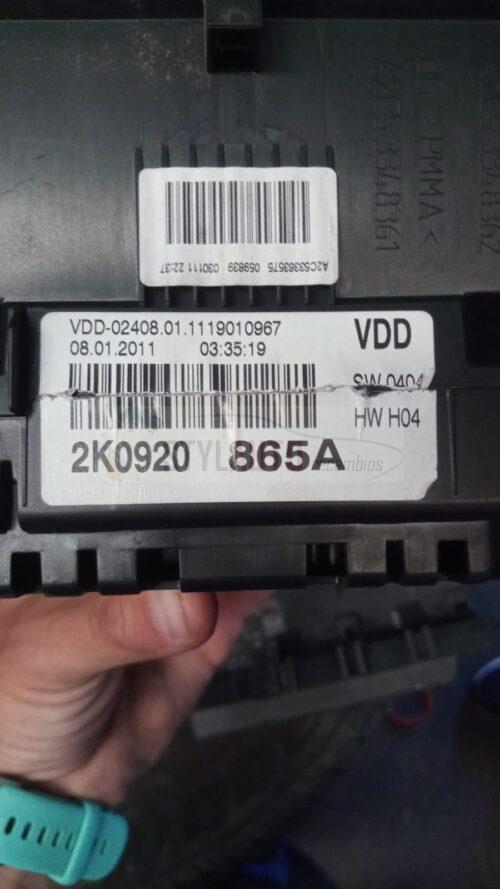 > PMMA <
A2C53348361
A2C53363575 059839 030111 22:37
VDD-02408.01.1119010967
08.01.2011 03:35:19
VDD
SW 0404
HW H04
2K0920 865A